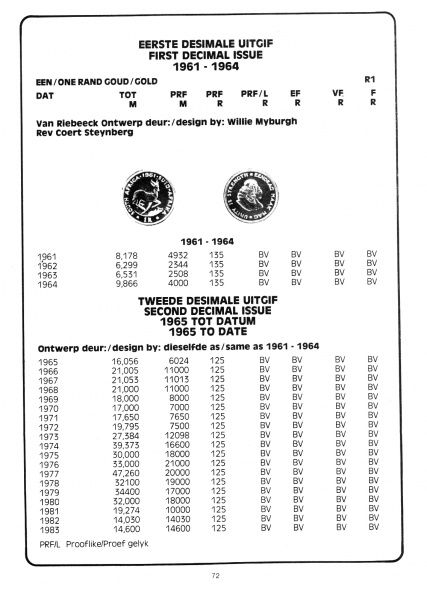 EERSTE DESIMALE UITGIF
FIRST DECIMAL ISSUE
1961 - 1964
EEN/ONE RAND GOUD/GOLD R1
DAT TOT PRF PRF PRF/L EF VF F
M M R R R R R
Van Riebeeck Ontwerp deur:/design by: Willie Myburgh
Rev Coert Steynberg
1961 - 1964
1961 8,178 4932 135 BV BV BV BV
1962 6,299 2344 135 BV BV BV BV
1963 6,531 2508 135 BV BV BV BV
1964 9,866 4000 135 BV BV BV BV
TWEEDE DESIMALE UITGIF
SECOND DECIMAL ISSUE
1965 TOT DATUM
1965 TO DATE
Ontwerp deur:/design by: dieselfde as/same as 1961 - 1964
1965 16,056 6024 125 BV BV BV BV
1966 21,005 11000 125 BV BV BV BV
1967 21,053 11013 125 BV BV BV BV
1968 21,000 11000 125 BV BV BV BV
1969 18,000 8000 125 BV BV BV BV
1970 17,000 7000 125 BV BV BV BV
1971 17,650 7650 125 BV BV BV BV
1972 19,795 7500 125 BV BV BV BV
1973 27,384 12098 125 BV BV BV BV
1974 39,373 16600 125 BV BV BV BV
1975 30,000 18000 125 BV BV BV BV
1976 33,000 21000 125 BV BV BV BV
1977 47,260 20000 125 BV BV BV BV
1978 32100 19000 125 BV BV BV BV
1979 34400 17000 125 BV BV BV BV
1980 32,000 18000 125 BV BV BV BV
1981 19,274 10000 125 BV BV BV BV
1982 14,030 14030 125 BV BV BV BV
1983 14,600 14600 125 BV BV BV BV
PRF/L Prooflike/Proef gelyk
72